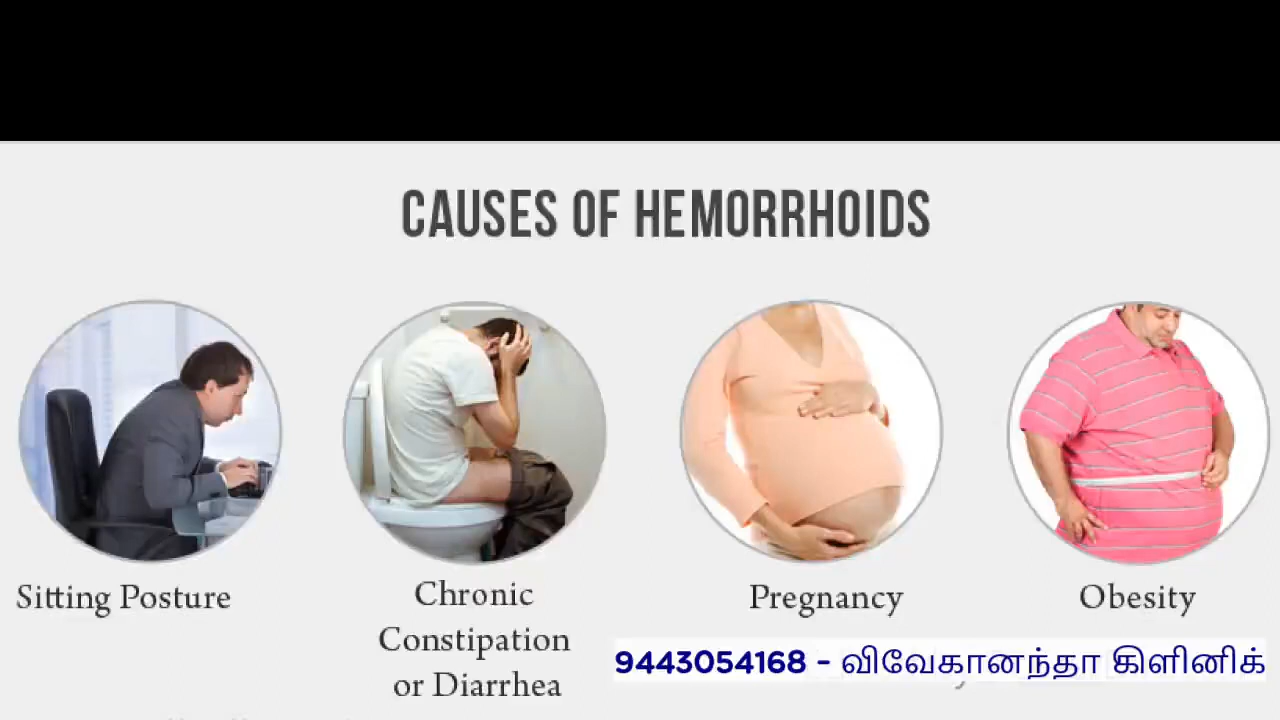 CAUSES OF HEMORRHOIDS
Sitting Posture
Chronic
Constipation
or Diarrhea
Pregnancy
Obesity
9443054168 - விவேகானந்தா கிளினிக்